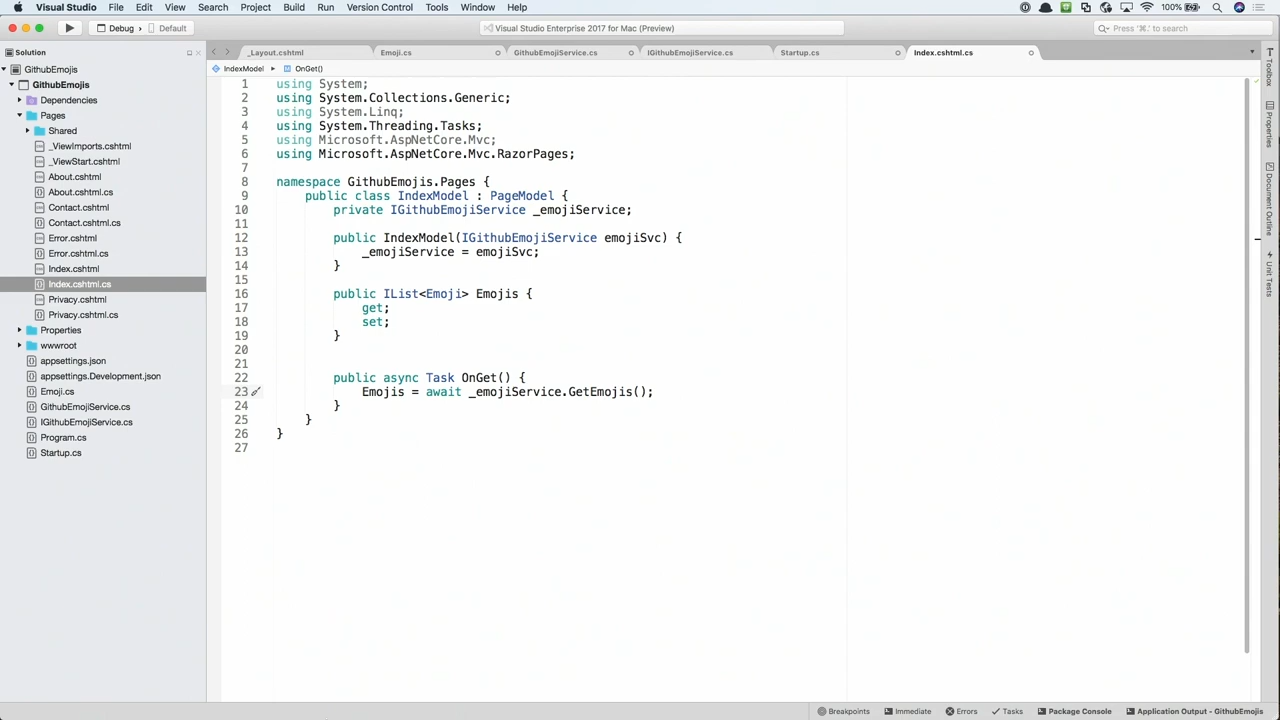 Visual Studio File Edit View Search Project Build Run Version Control Tools Window Help
100%
Debug Default
Visual Studio Enterprise 2017 for Mac (Preview)
Press '⌘.' to search
Solution
_Layout.cshtml Emoji.cs GithubEmojiService.cs IGithubEmojiService.cs Startup.cs Index.cshtml.cs
IndexModel OnGet()
GithubEmojis
GithubEmojis
Dependencies
Pages
Shared
_ViewImports.cshtml
_ViewStart.cshtml
About.cshtml
About.cshtml.cs
Contact.cshtml
Contact.cshtml.cs
Error.cshtml
Error.cshtml.cs
Index.cshtml
Index.cshtml.cs
Privacy.cshtml
Privacy.cshtml.cs
Properties
wwwroot
appsettings.json
appsettings.Development.json
Emoji.cs
GithubEmojiService.cs
IGithubEmojiService.cs
Program.cs
Startup.cs
1 using System;
2 using System.Collections.Generic;
3 using System.Linq;
4 using System.Threading.Tasks;
5 using Microsoft.AspNetCore.Mvc;
6 using Microsoft.AspNetCore.Mvc.RazorPages;
7
8 namespace GithubEmojis.Pages {
9 public class IndexModel : PageModel {
10 private IGithubEmojiService _emojiService;
11
12 public IndexModel(IGithubEmojiService emojiSvc) {
13 _emojiService = emojiSvc;
14 }
15
16 public IList<Emoji> Emojis {
17 get;
18 set;
19 }
20
21
22 public async Task OnGet() {
23 Emojis = await _emojiService.GetEmojis();
24 }
25 }
26 }
27
Toolbox
Properties
Document Outline
Unit Tests
Breakpoints Immediate Errors Tasks Package Console Application Output - GithubEmojis